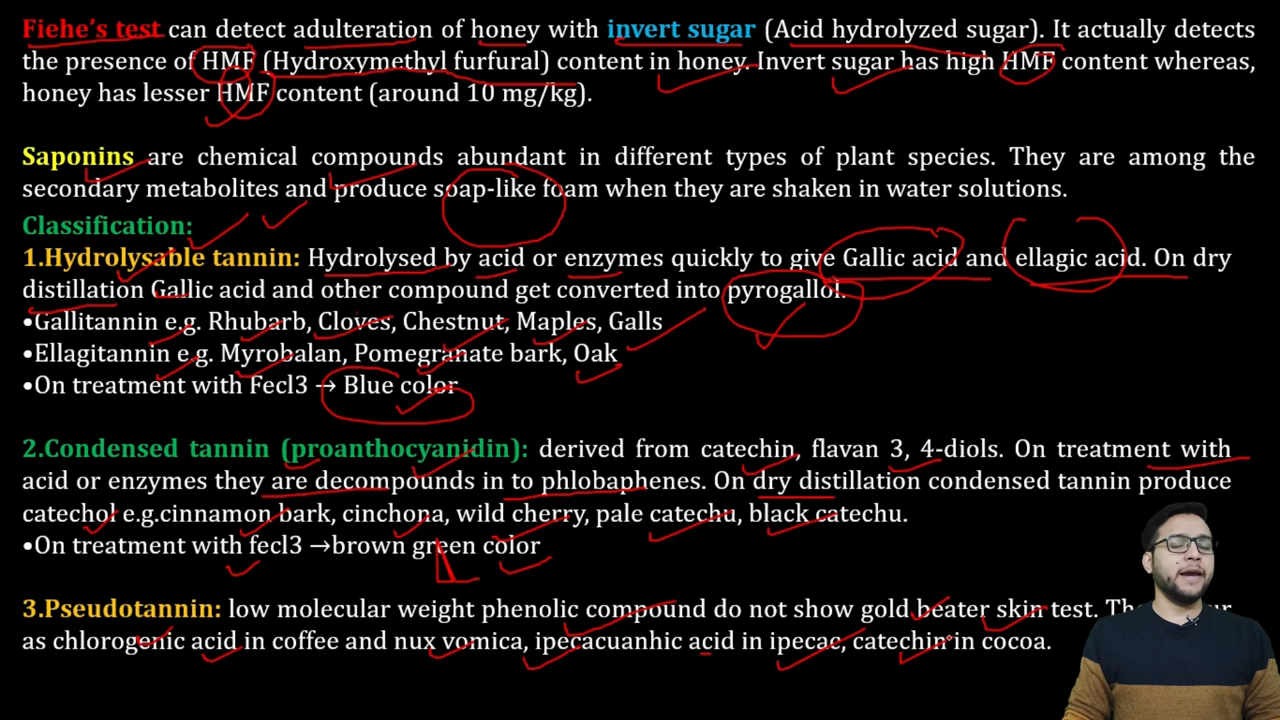 Fiehe's test can detect adulteration of honey with invert sugar (Acid hydrolyzed sugar). It actually detects
the presence of HMF (Hydroxymethyl furfural) content in honey. Invert sugar has high HMF content whereas,
honey has lesser HMF content (around 10 mg/kg).
Saponins are chemical compounds abundant in different types of plant species. They are among the
secondary metabolites and produce soap-like foam when they are shaken in water solutions.
Classification:
1.Hydrolysable tannin: Hydrolysed by acid or enzymes quickly to give Gallic acid and ellagic acid. On dry
distillation Gallic acid and other compound get converted into pyrogallol.
•Gallitannin e.g. Rhubarb, Cloves, Chestnut, Maples, Galls
•Ellagitannin e.g. Myrobalan, Pomegranate bark, Oak
•On treatment with Fecl3 → Blue color
2.Condensed tannin (proanthocyanidin): derived from catechin, flavan 3, 4-diols. On treatment with
acid or enzymes they are decompounds in to phlobaphenes. On dry distillation condensed tannin produce
catechol e.g.cinnamon bark, cinchona, wild cherry, pale catechu, black catechu.
•On treatment with fecl3 →brown green color
3.Pseudotannin: low molecular weight phenolic compound do not show gold beater skin test.
as chlorogenic acid in coffee and nux vomica, ipecacuanhic acid in ipecac, catechin in cocoa.